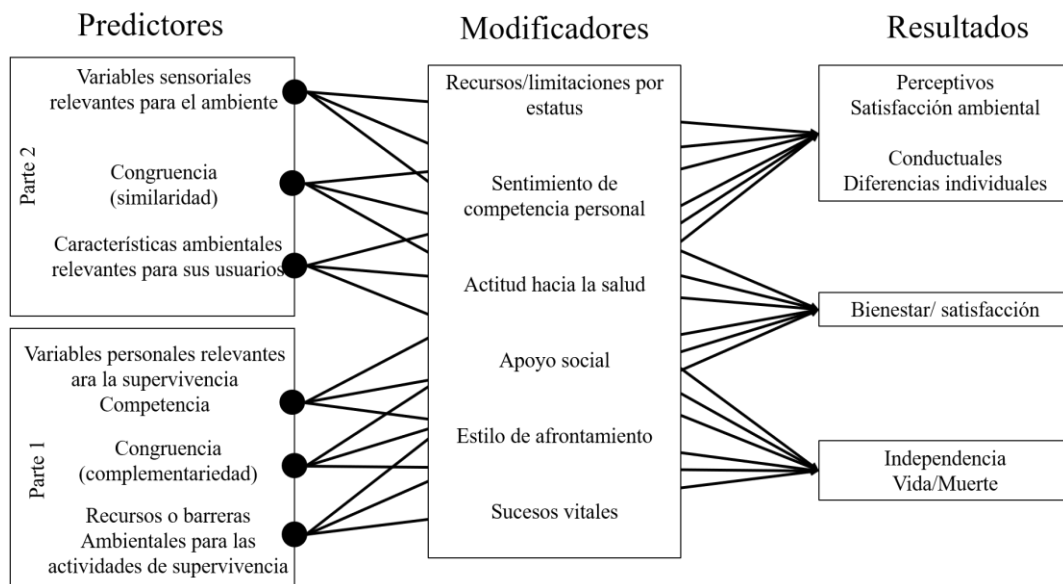 Predictores
Modificadores
Resultados
Parte 2
Variables sensoriales
relevantes para el ambiente
Congruencia
(similaridad)
Características ambientales
relevantes para sus usuarios
Parte 1
Variables personales relevantes
ara la supervivencia
Competencia
Congruencia
(complementariedad)
Recursos o barreras
Ambientales para las
actividades de supervivencia
Recursos/limitaciones por
estatus
Sentimiento de
competencia personal
Actitud hacia la salud
Apoyo social
Estilo de afrontamiento
Sucesos vitales
Perceptivos
Satisfacción ambiental
Conductuales
Diferencias individuales
Bienestar/ satisfacción
Independencia
Vida/Muerte